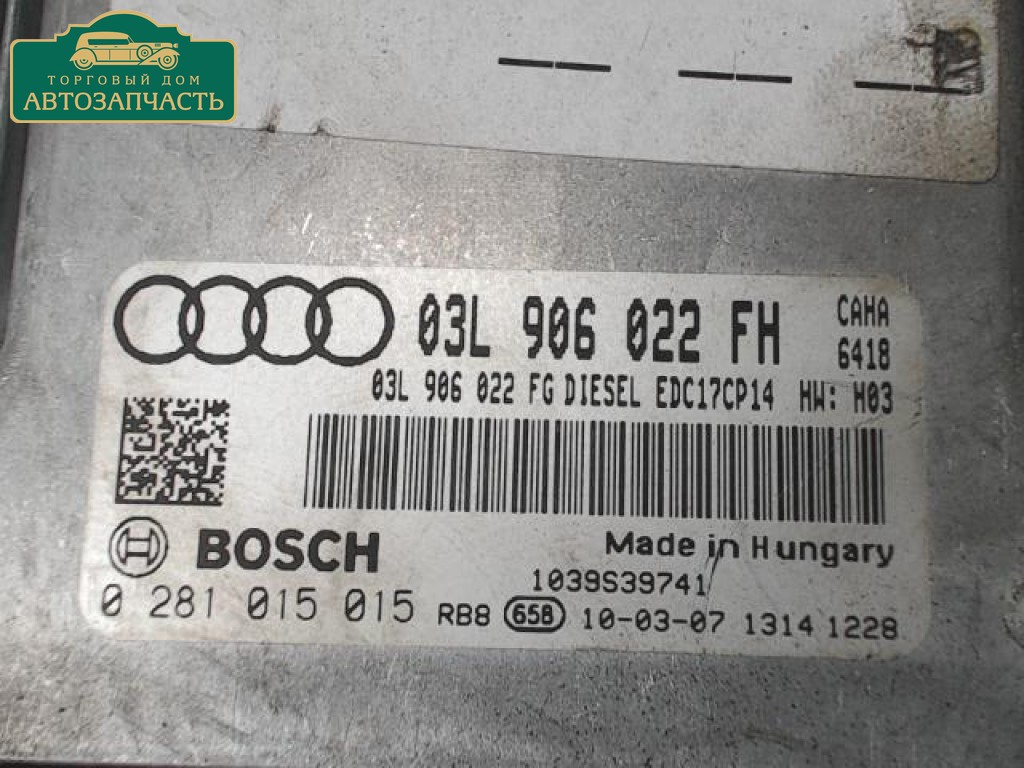 ТОРГОВЫЙ ДОМ
АВТОЗАПЧАСТЬ
03L 906 022 FH
CAHA
6418
03L 906 022 FG DIESEL EDC17CP14 HW: H03
BOSCH
Made in Hungary
1039S39741
0 281 015 015 RB8 65B 10-03-07 1314 1228